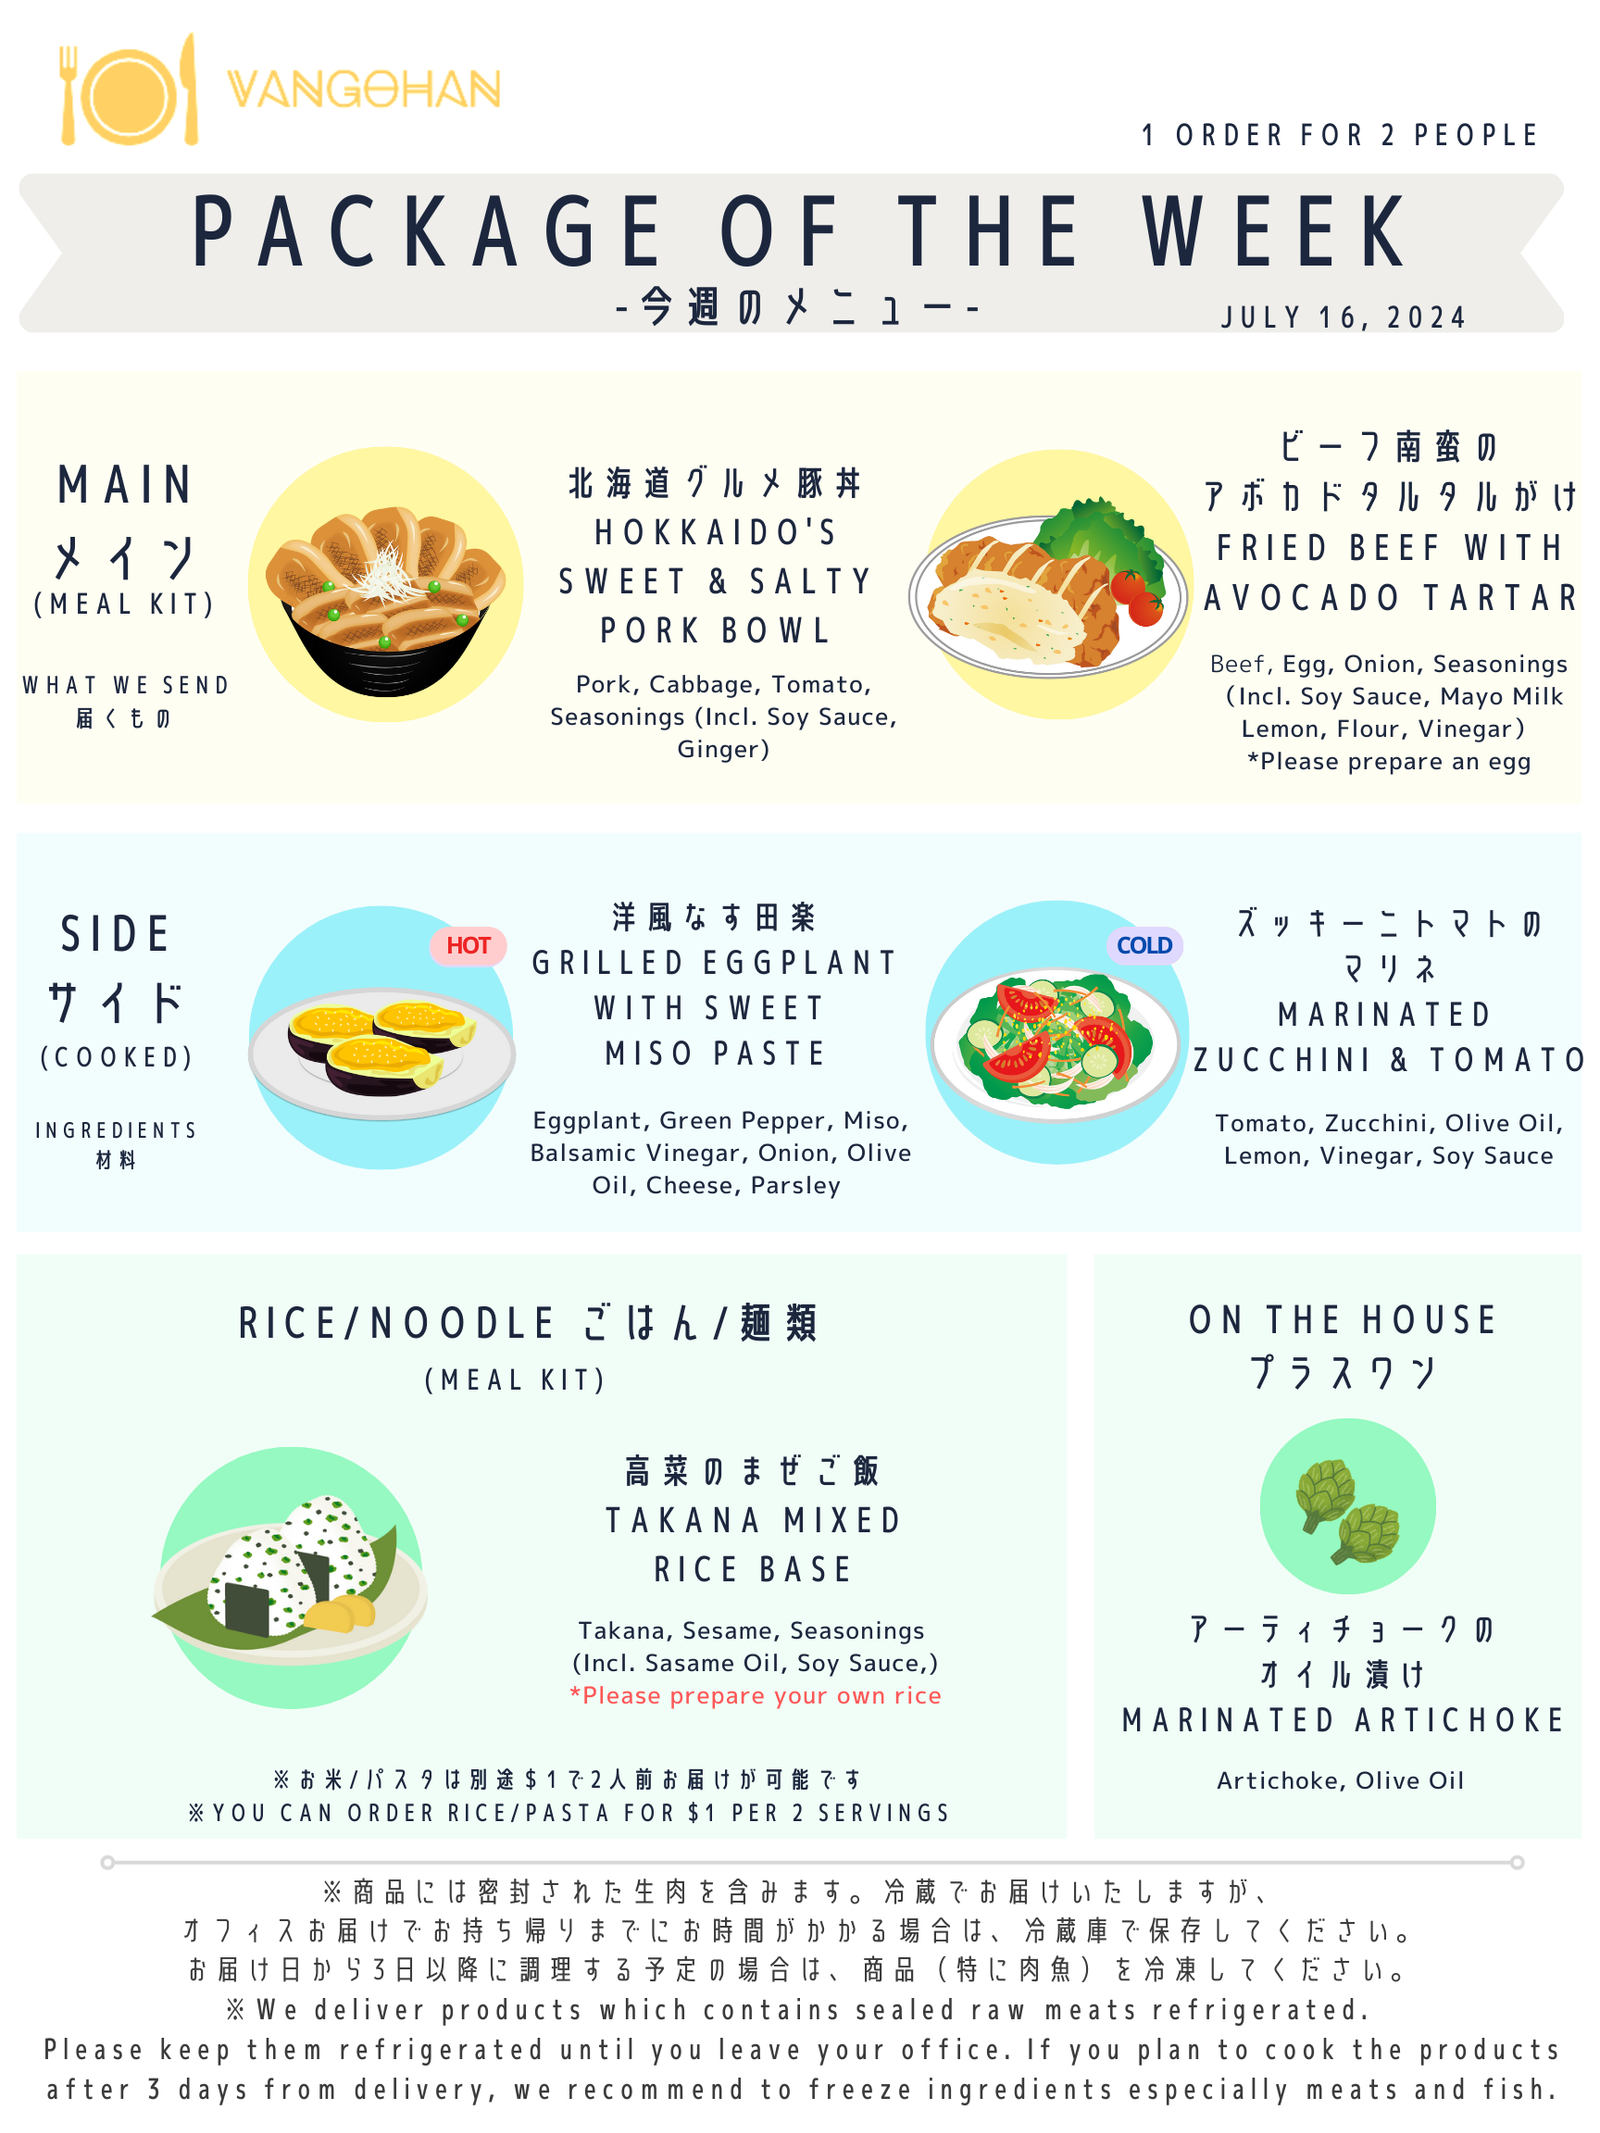 VANGOHAN
1 ORDER FOR 2 PEOPLE
PACKAGE OF THE WEEK
-今週のメニュー-
JULY 16, 2024
MAIN
メイン
(MEAL KIT)
WHAT WE SEND
届くもの
北海道グルメ豚丼
HOKKAIDO'S
SWEET & SALTY
PORK BOWL
Pork, Cabbage, Tomato,
Seasonings (Incl. Soy Sauce,
Ginger)
ビーフ南蛮の
アボカドタルタルがけ
FRIED BEEF WITH
AVOCADO TARTAR
Beef, Egg, Onion, Seasonings
(Incl. Soy Sauce, Mayo Milk
Lemon, Flour, Vinegar)
*Please prepare an egg
SIDE
サイド
(COOKED)
INGREDIENTS
材料
HOT
洋風なす田楽
GRILLED EGGPLANT
WITH SWEET
MISO PASTE
Eggplant, Green Pepper, Miso,
Balsamic Vinegar, Onion, Olive
Oil, Cheese, Parsley
COLD
ズッキーニトマトの
マリネ
MARINATED
ZUCCHINI & TOMATO
Tomato, Zucchini, Olive Oil,
Lemon, Vinegar, Soy Sauce
RICE/NOODLE ごはん/麺類
(MEAL KIT)
高菜のまぜご飯
TAKANA MIXED
RICE BASE
Takana, Sesame, Seasonings
(Incl. Sasame Oil, Soy Sauce,)
*Please prepare your own rice
※お米/パスタは別途$1で2人前お届けが可能です
※YOU CAN ORDER RICE/PASTA FOR $1 PER 2 SERVINGS
ON THE HOUSE
プラスワン
アーティチョークの
オイル漬け
MARINATED ARTICHOKE
Artichoke, Olive Oil
※商品には密封された生肉を含みます。冷蔵でお届けいたしますが、
オフィスお届けでお持ち帰りまでにお時間がかかる場合は、冷蔵庫で保存してください。
お届け日から3日以降に調理する予定の場合は、商品（特に肉魚）を冷凍してください。
※We deliver products which contains sealed raw meats refrigerated.
Please keep them refrigerated until you leave your office. If you plan to cook the products
after 3 days from delivery, we recommend to freeze ingredients especially meats and fish.